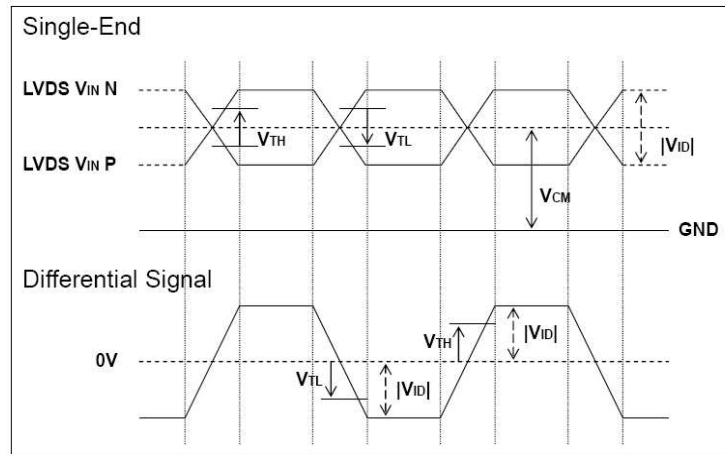 Single-End
LVDS VIN N
VTH
VTL
|VID|
LVDS VIN P
VCM
GND
Differential Signal
VTH
|VID|
0V
VTL
|VID|